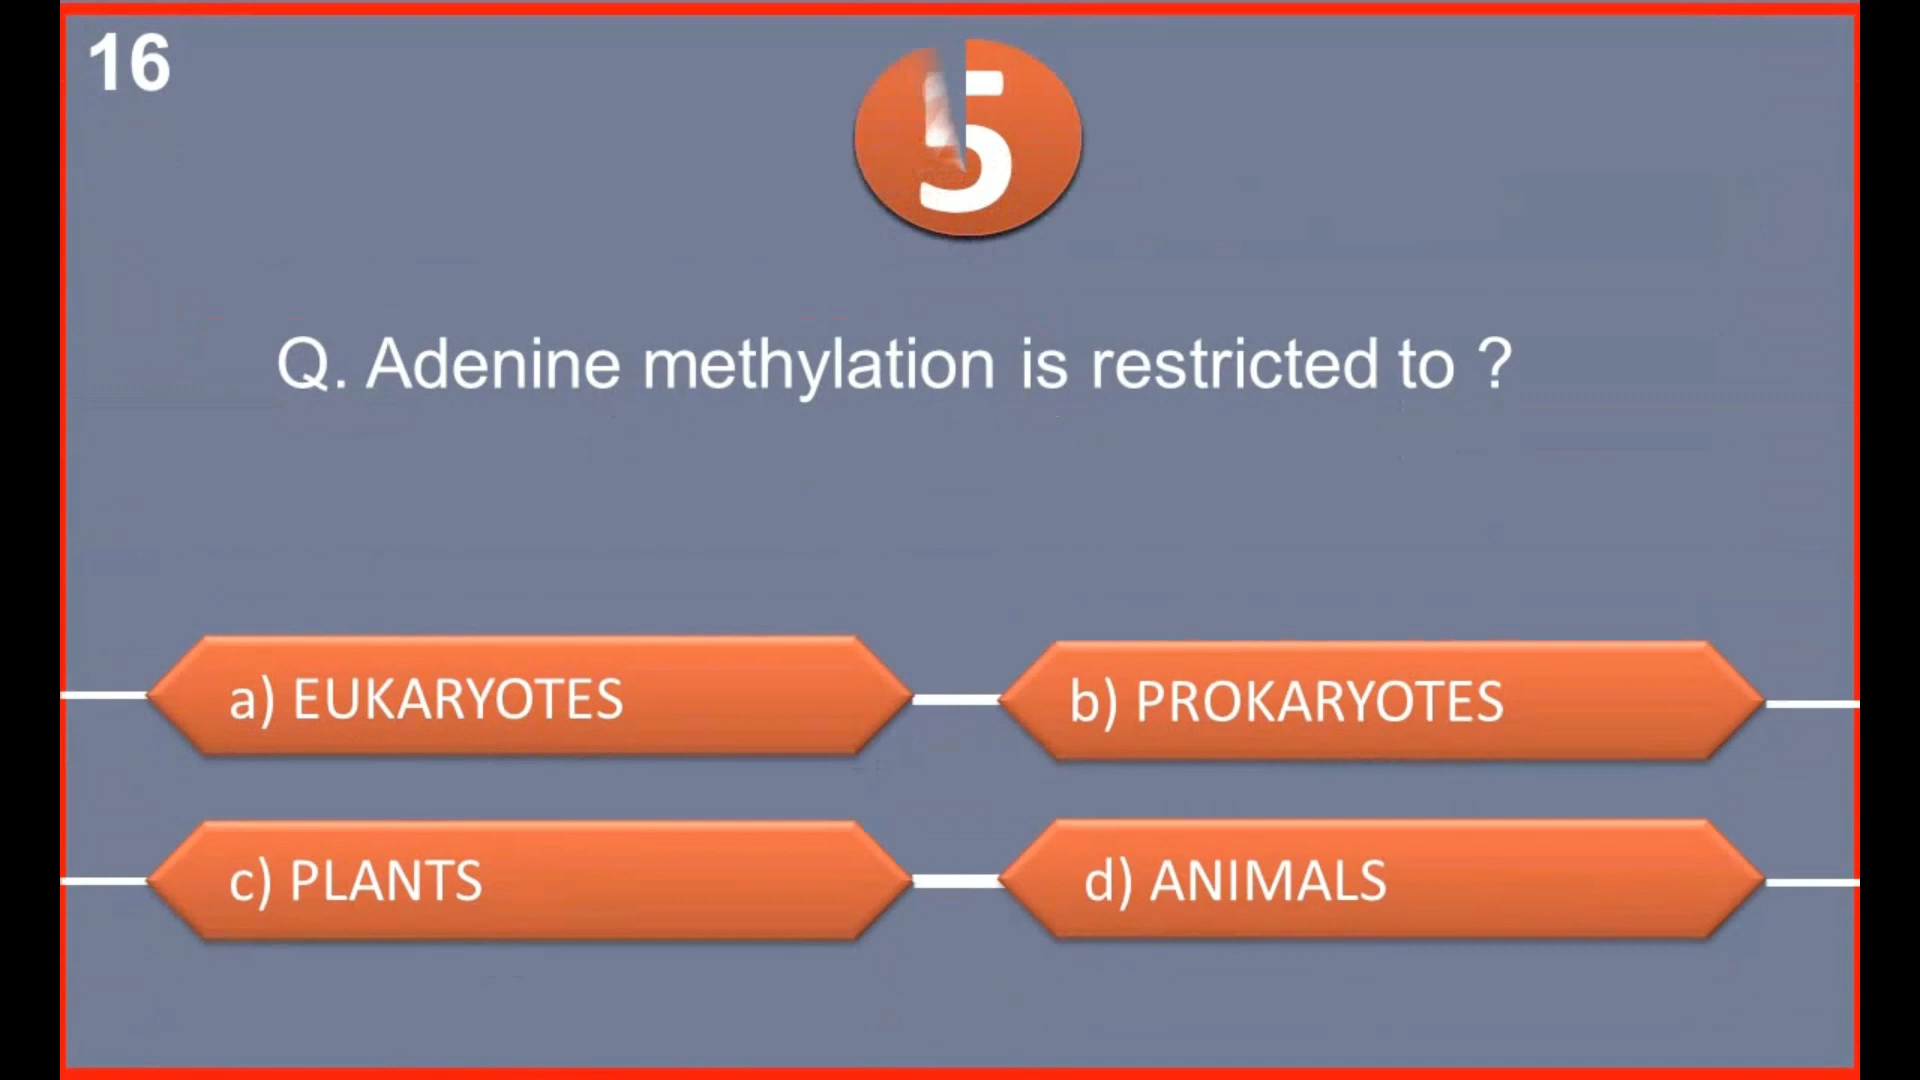 16
5
Q. Adenine methylation is restricted to ?
a) EUKARYOTES
b) PROKARYOTES
c) PLANTS
d) ANIMALS